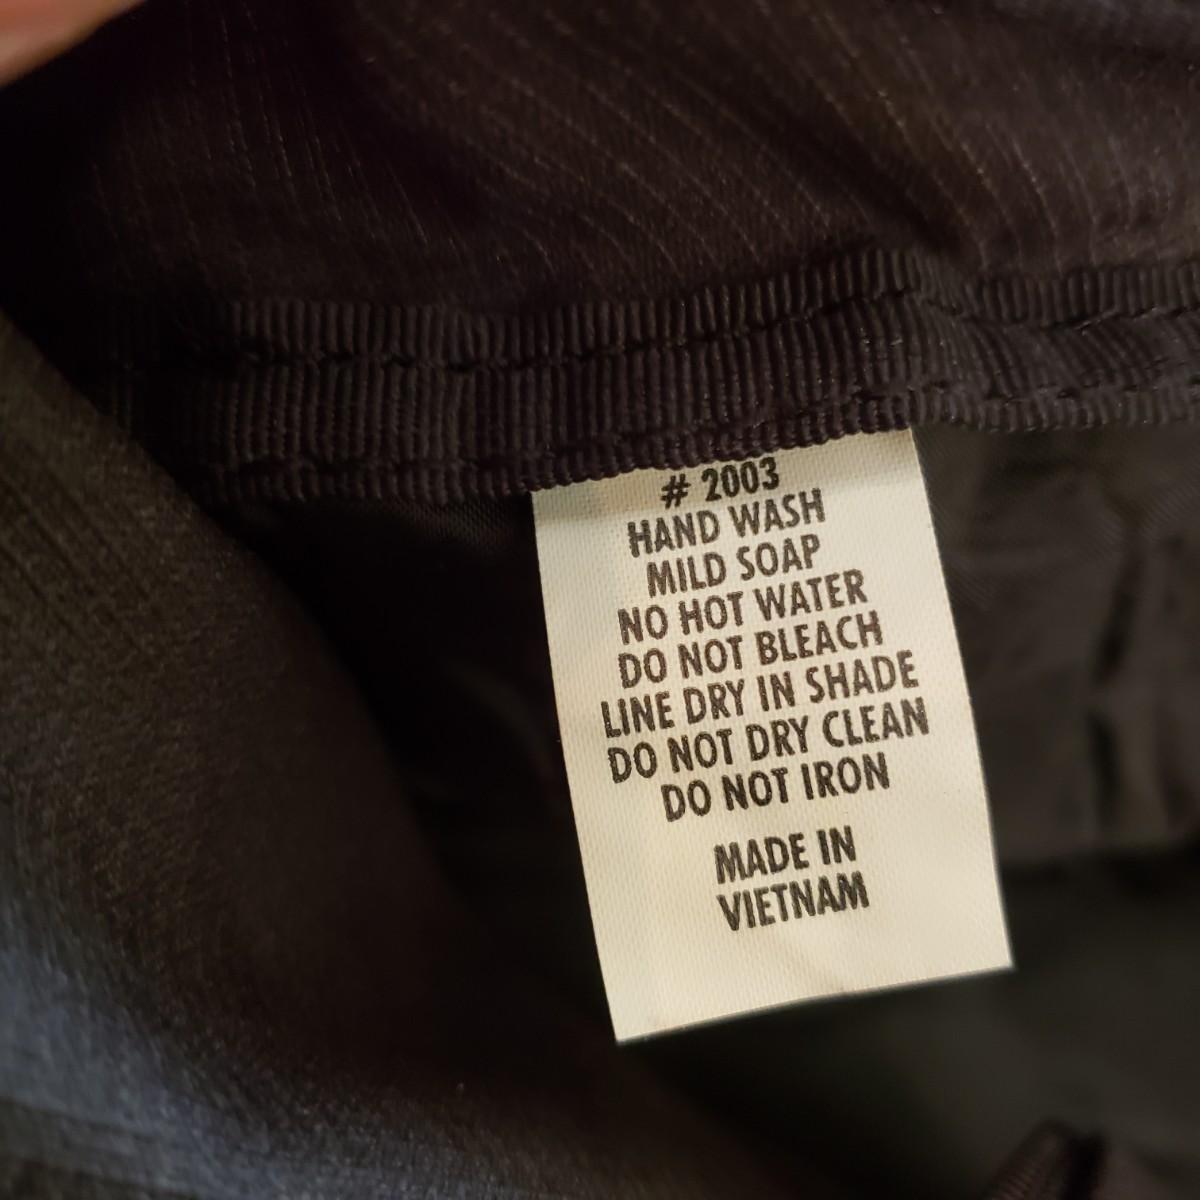 # 2003
HAND WASH
MILD SOAP
NO HOT WATER
DO NOT BLEACH
LINE DRY IN SHADE
DO NOT DRY CLEAN
DO NOT IRON
MADE IN
VIETNAM